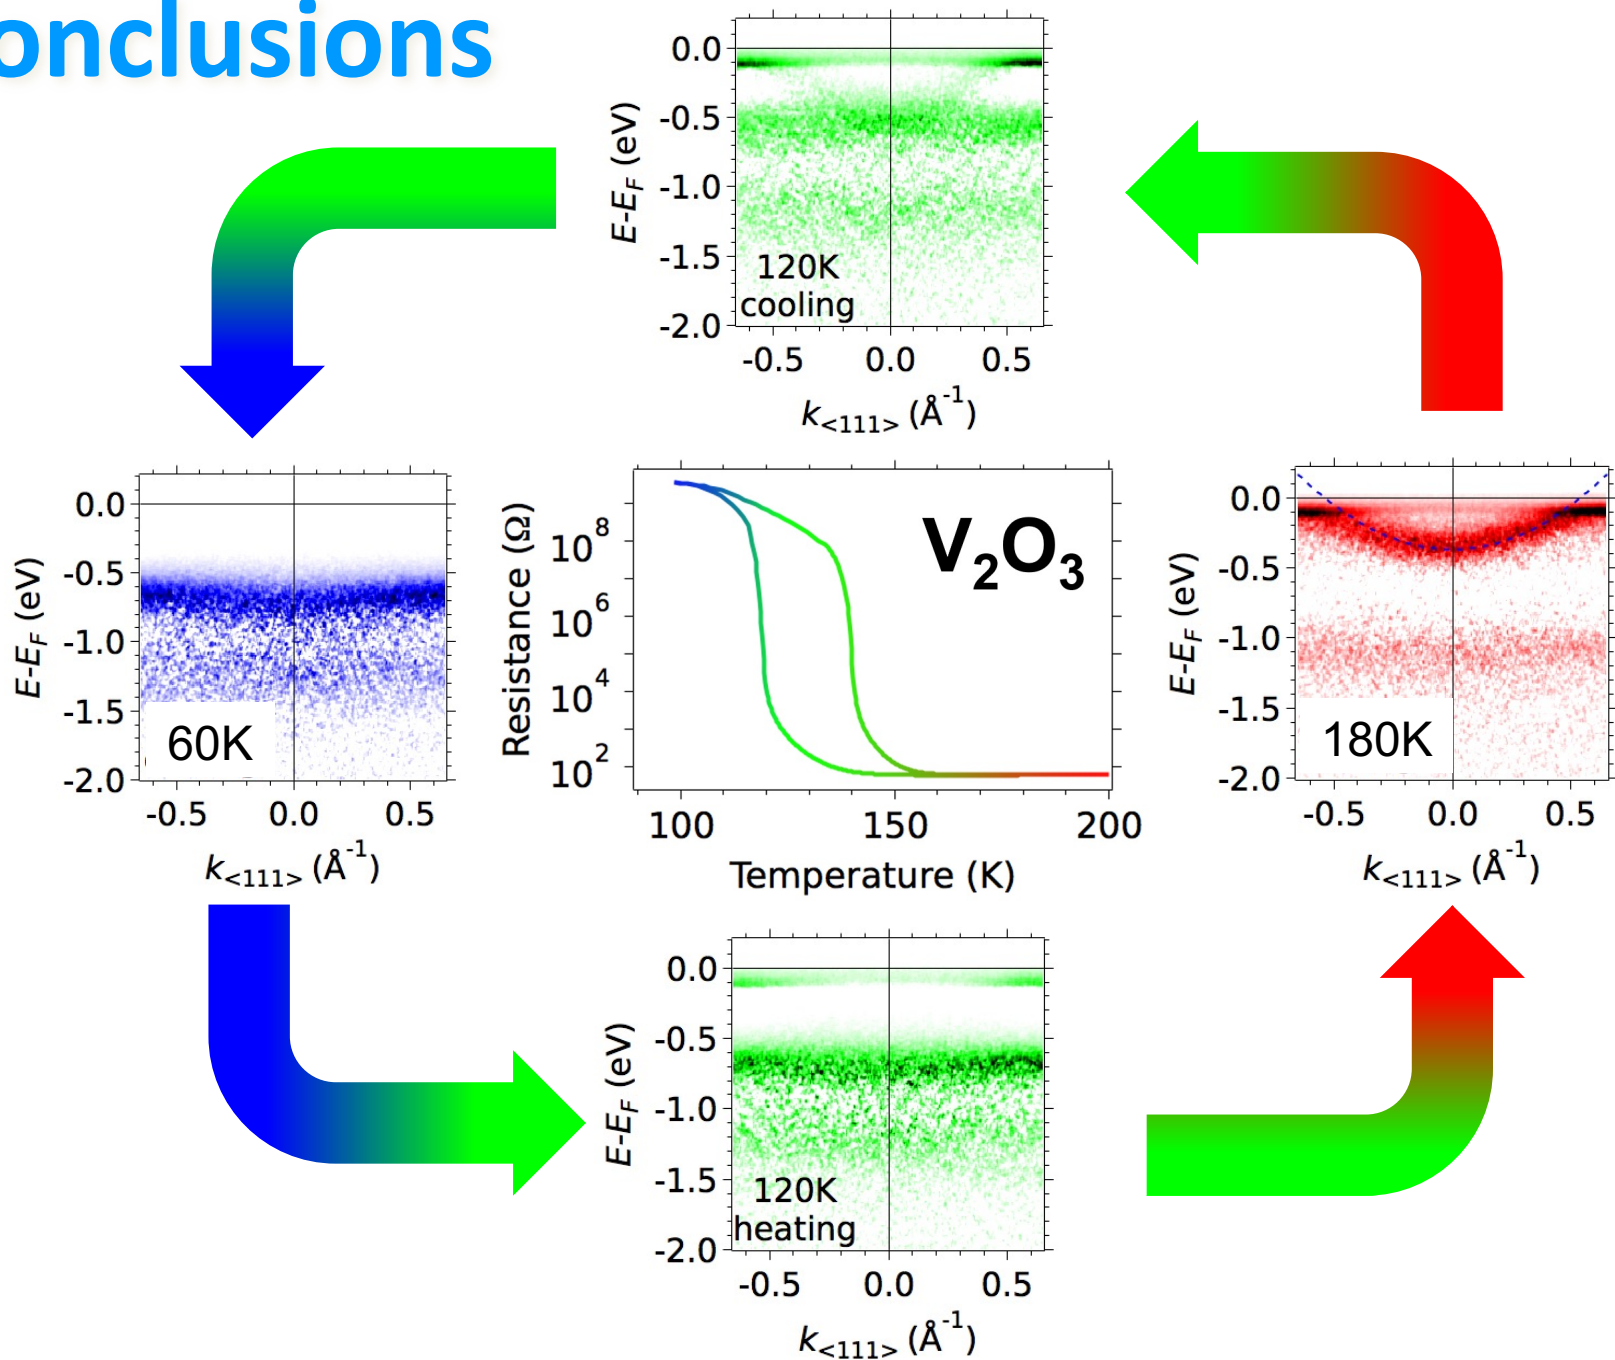 onclusions
0.0
-0.5
-1.0
-1.5
-2.0
E-E_F (eV)
120K
cooling
-0.5 0.0 0.5
k_<111> (Å^-1)
0.0
-0.5
-1.0
-1.5
-2.0
E-E_F (eV)
60K
-0.5 0.0 0.5
k_<111> (Å^-1)
Resistance (Ω)
10^8
10^6
10^4
10^2
V₂O₃
100 150 200
Temperature (K)
0.0
-0.5
-1.0
-1.5
-2.0
E-E_F (eV)
180K
-0.5 0.0 0.5
k_<111> (Å^-1)
0.0
-0.5
-1.0
-1.5
-2.0
E-E_F (eV)
120K
heating
-0.5 0.0 0.5
k_<111> (Å^-1)